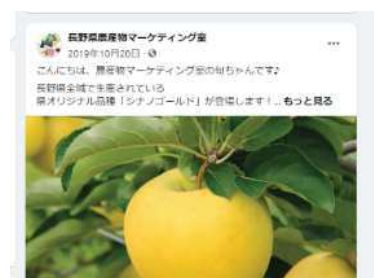 長野県農産物マーケティング室
2019年10月20日
こんにちは、農産物マーケティング室の旬ちゃんです♪
長野県全域で生産されている
県オリジナル品種「シナノゴールド」が登場します！... もっと見る